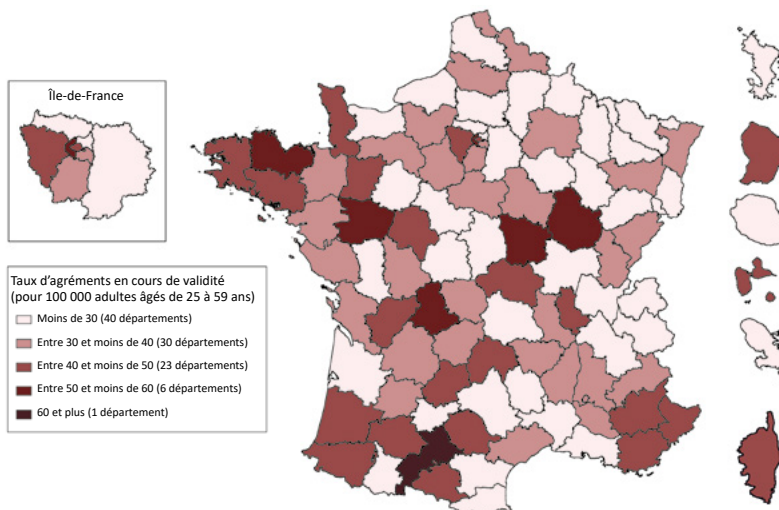 Île-de-France
Taux d'agréments en cours de validité
(pour 100 000 adultes âgés de 25 à 59 ans)
Moins de 30 (40 départements)
Entre 30 et moins de 40 (30 départements)
Entre 40 et moins de 50 (23 départements)
Entre 50 et moins de 60 (6 départements)
60 et plus (1 département)